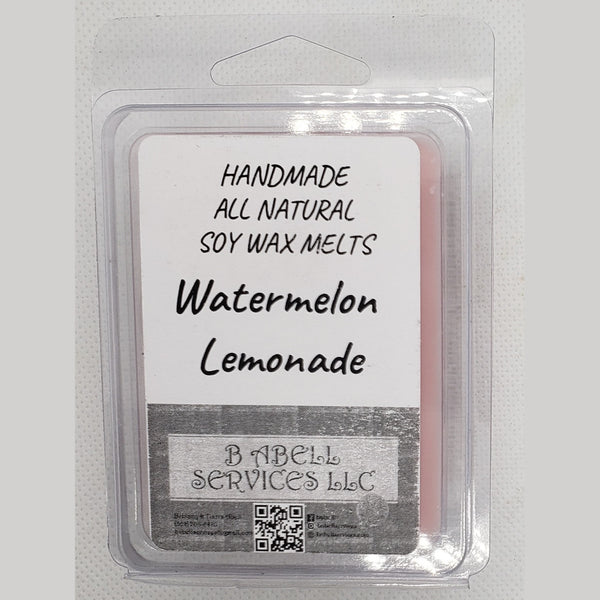 HANDMADE
ALL NATURAL
SOY WAX MELTS
Watermelon
Lemonade
B ABELL
SERVICES LLC